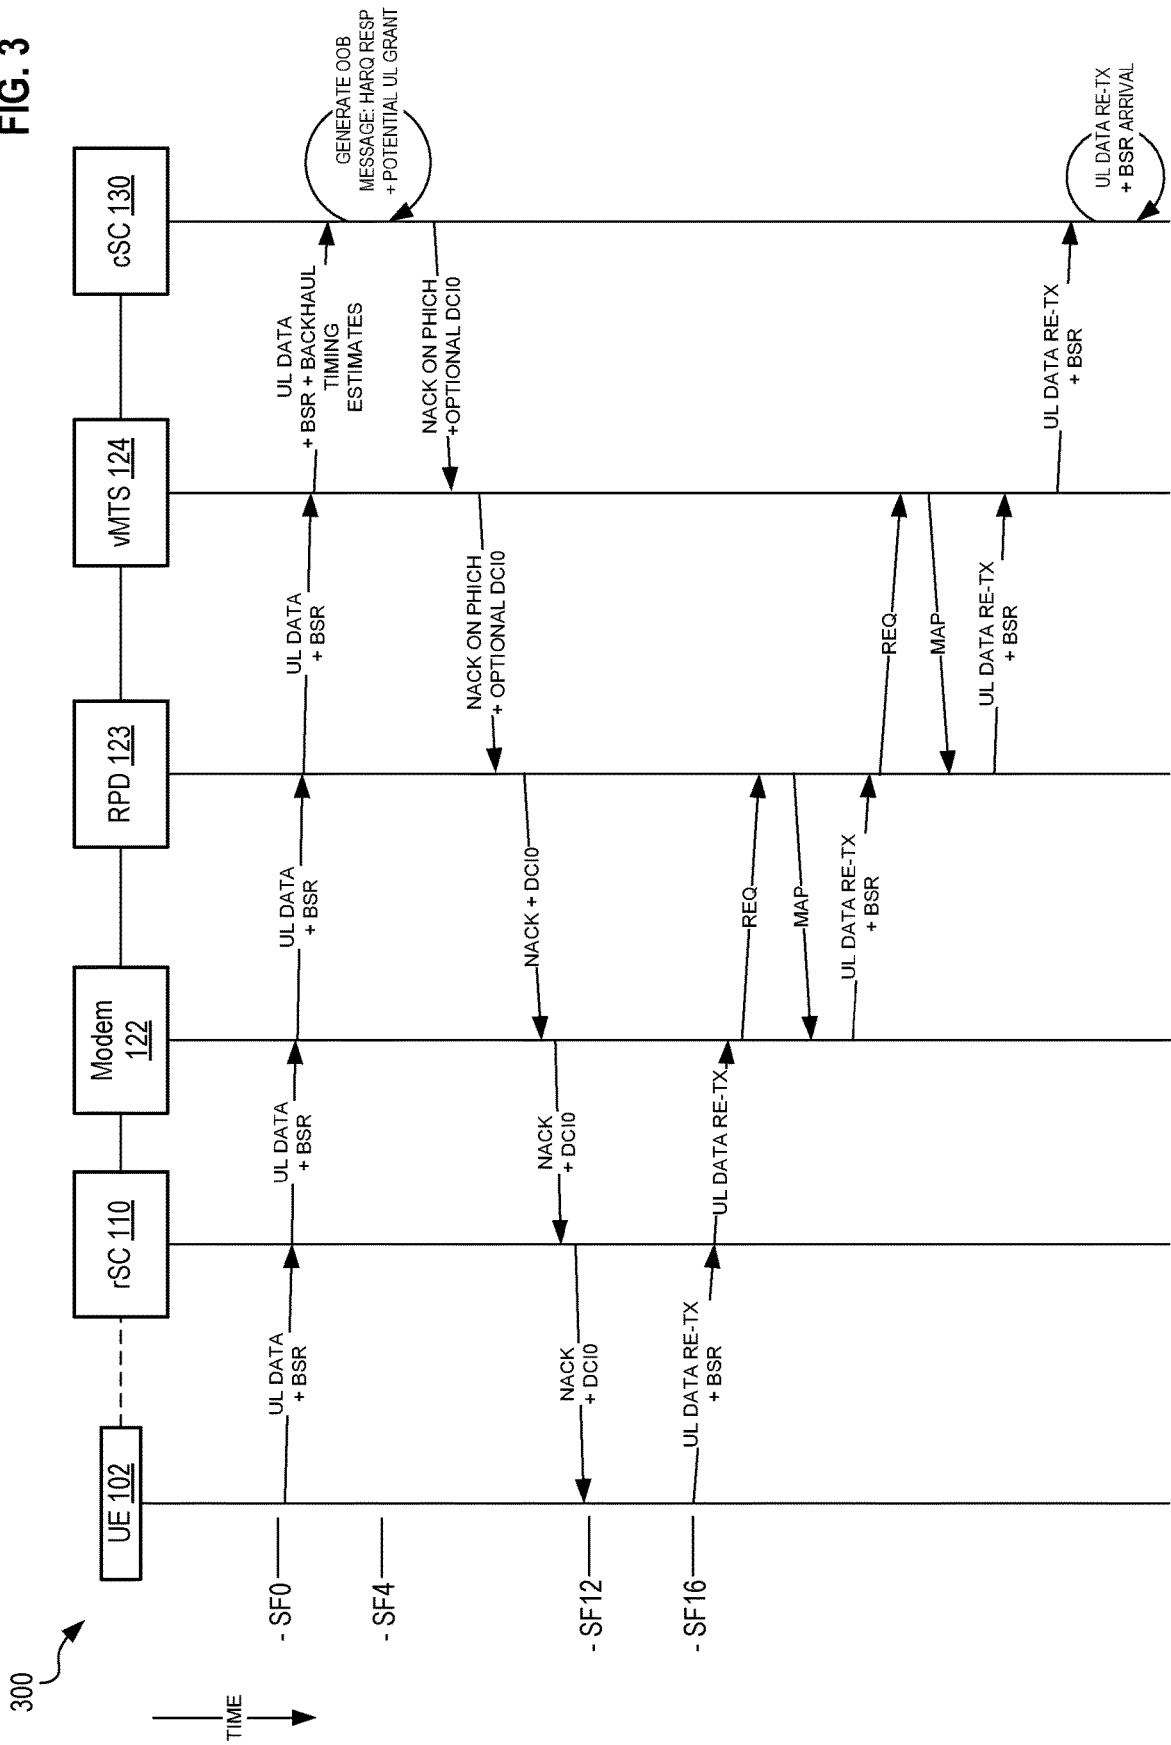 FIG. 3
300
TIME
UE 102
rSC 110
Modem
122
RPD 123
vMTS 124
cSC 130
- SF0
- SF4
- SF12
- SF16
UL DATA
+ BSR
UL DATA
+ BSR
UL DATA
+ BSR
UL DATA
+ BSR
UL DATA
+ BSR + BACKHAUL
TIMING
ESTIMATES
GENERATE OOB
MESSAGE: HARQ RESP
+ POTENTIAL UL GRANT
NACK ON PHICH
+OPTIONAL DCI0
NACK ON PHICH
+ OPTIONAL DCI0
NACK + DCI0
NACK
+ DCI0
NACK
+ DCI0
UL DATA RE-TX
+ BSR
UL DATA RE-TX
REQ
MAP
UL DATA RE-TX
+ BSR
REQ
MAP
UL DATA RE-TX
+ BSR
UL DATA RE-TX
+ BSR
UL DATA RE-TX
+ BSR ARRIVAL